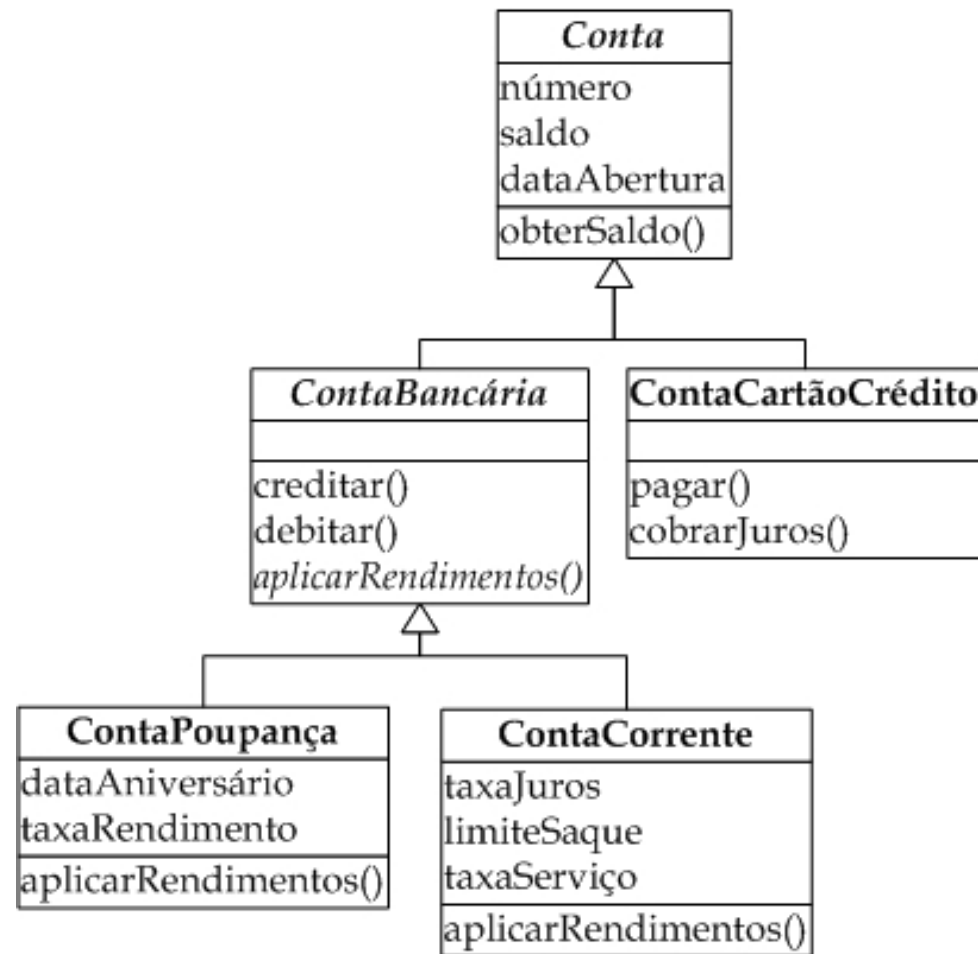 Conta
número
saldo
dataAbertura
obterSaldo()
ContaBancária
creditar()
debitar()
aplicarRendimentos()
ContaCartãoCrédito
pagar()
cobrarJuros()
ContaPoupança
dataAniversário
taxaRendimento
aplicarRendimentos()
ContaCorrente
taxaJuros
limiteSaque
taxaServiço
aplicarRendimentos()